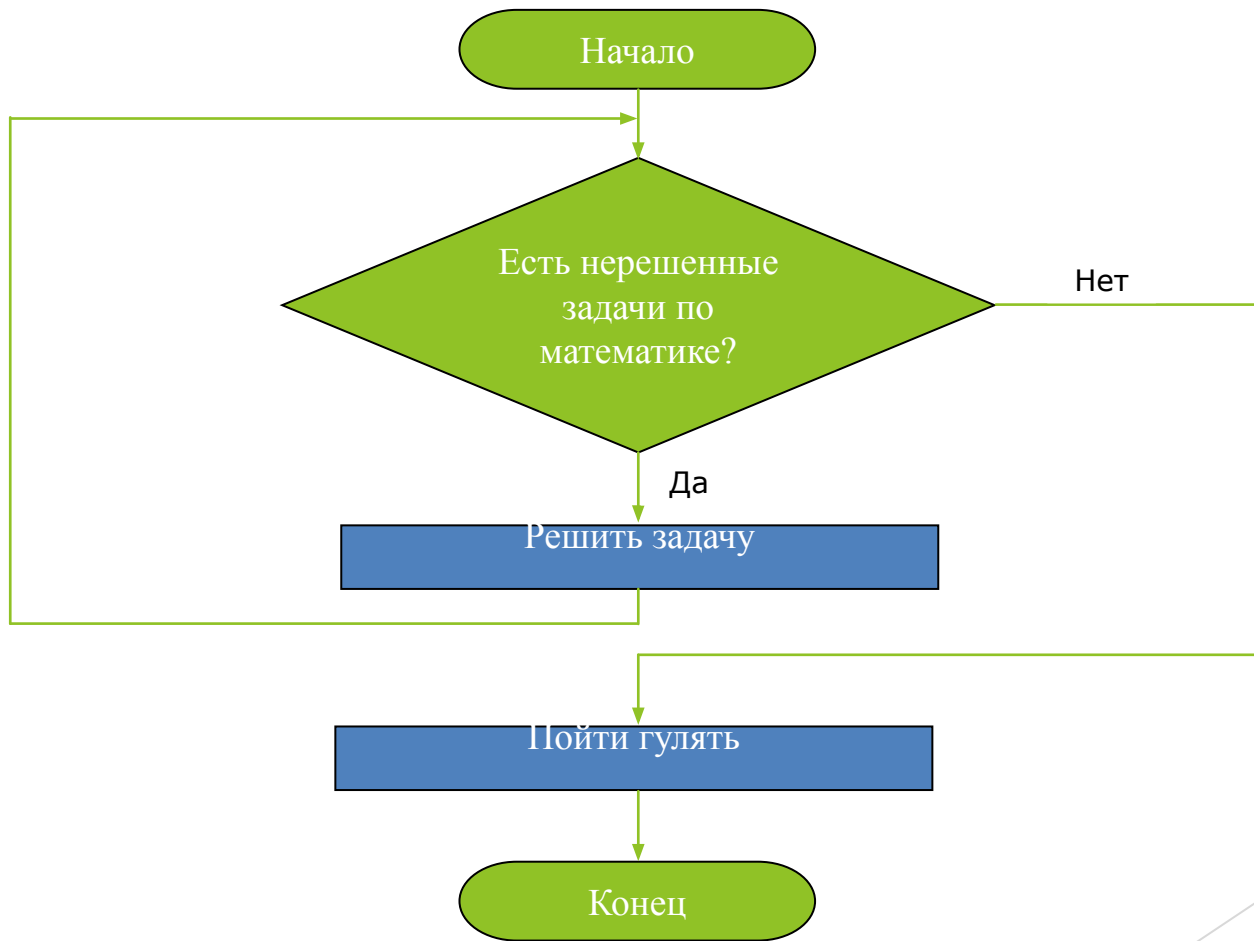 Начало
Есть нерешенные
задачи по
математике?
Нет
Да
Решить задачу
Пойти гулять
Конец